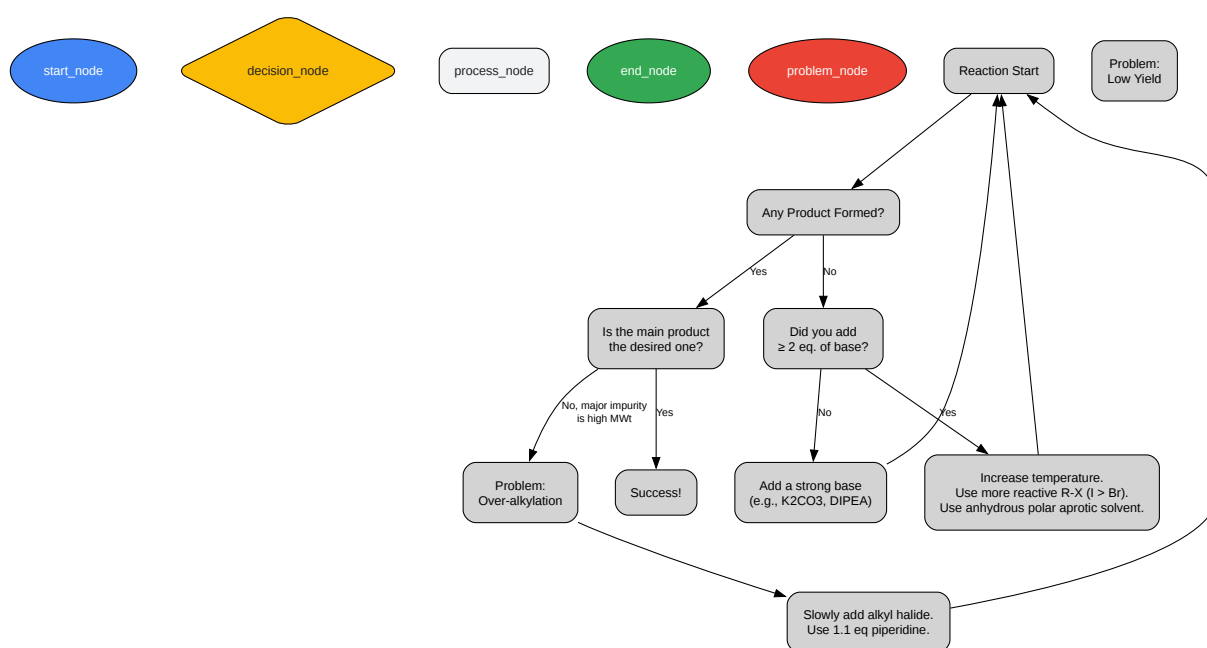 start_node
decision_node
process_node
end_node
problem_node
Reaction Start
Problem:
Low Yield
Any Product Formed?
Yes
No
Is the main product
the desired one?
Did you add
≥ 2 eq. of base?
No, major impurity
is high MWt
Yes
No
Yes
Problem:
Over-alkylation
Success!
Add a strong base
(e.g., K2CO3, DIPEA)
Increase temperature.
Use more reactive R-X (I > Br).
Use anhydrous polar aprotic solvent.
Slowly add alkyl halide.
Use 1.1 eq piperidine.